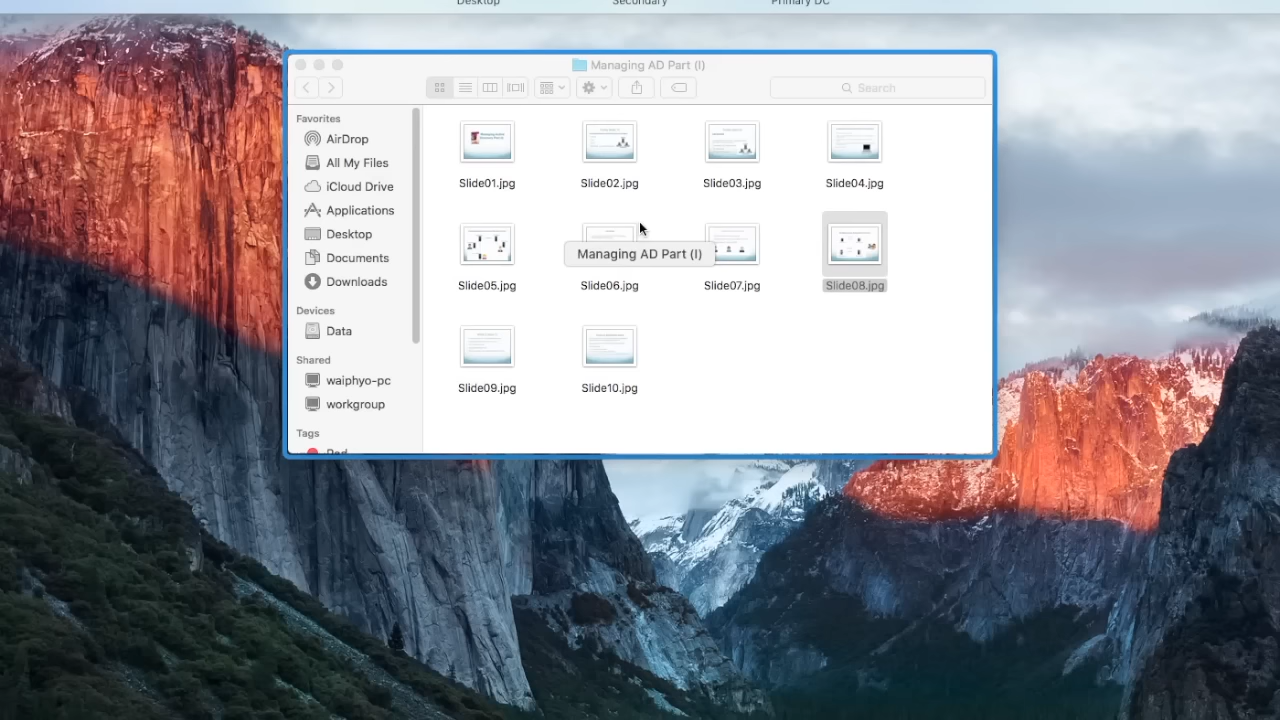 Desktop
Secondary
Primary DC
Managing AD Part (I)
Search
Favorites
AirDrop
All My Files
iCloud Drive
Applications
Desktop
Documents
Downloads
Devices
Data
Shared
waiphyo-pc
workgroup
Tags
Red
Slide01.jpg
Slide02.jpg
Slide03.jpg
Slide04.jpg
Slide05.jpg
Slide06.jpg
Slide07.jpg
Slide08.jpg
Managing AD Part (I)
Slide09.jpg
Slide10.jpg